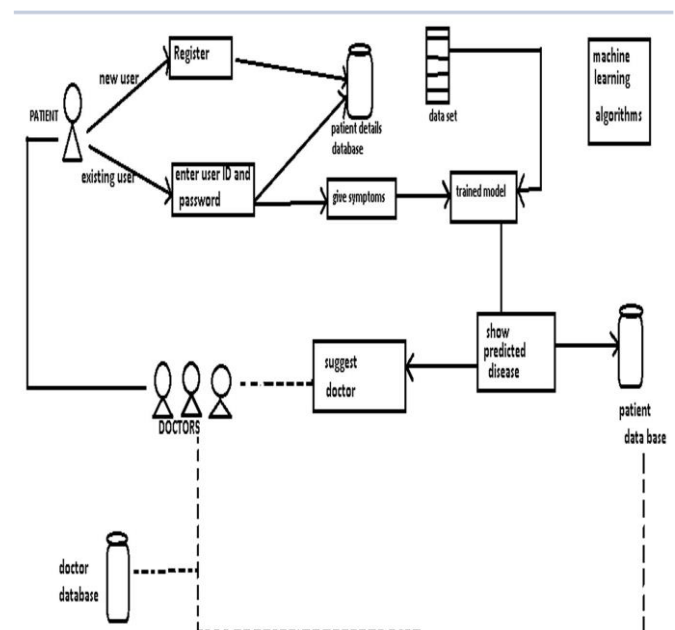 Register
machine
learning
algorithms
new user
PATIENT
data set
patient details
database
existing user
enter user ID and
password
give symptoms
trained model
show
predicted
disease
suggest
doctor
patient
data base
DOCTORS
doctor
database